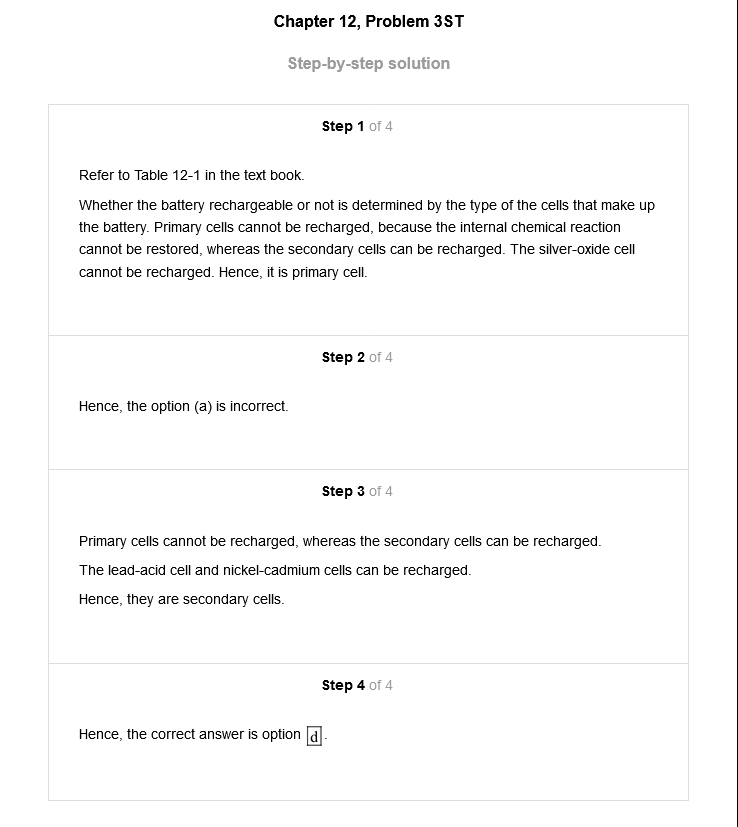 Chapter 12, Problem 3ST
Step-by-step solution
Step 1 of 4
Refer to Table 12-1 in the text book.
Whether the battery rechargeable or not is determined by the type of the cells that make up
the battery. Primary cells cannot be recharged, because the internal chemical reaction
cannot be restored, whereas the secondary cells can be recharged. The silver-oxide cell
cannot be recharged. Hence, it is primary cell.
Step 2 of 4
Hence, the option (a) is incorrect.
Step 3 of 4
Primary cells cannot be recharged, whereas the secondary cells can be recharged.
The lead-acid cell and nickel-cadmium cells can be recharged.
Hence, they are secondary cells.
Step 4 of 4
Hence, the correct answer is option d.